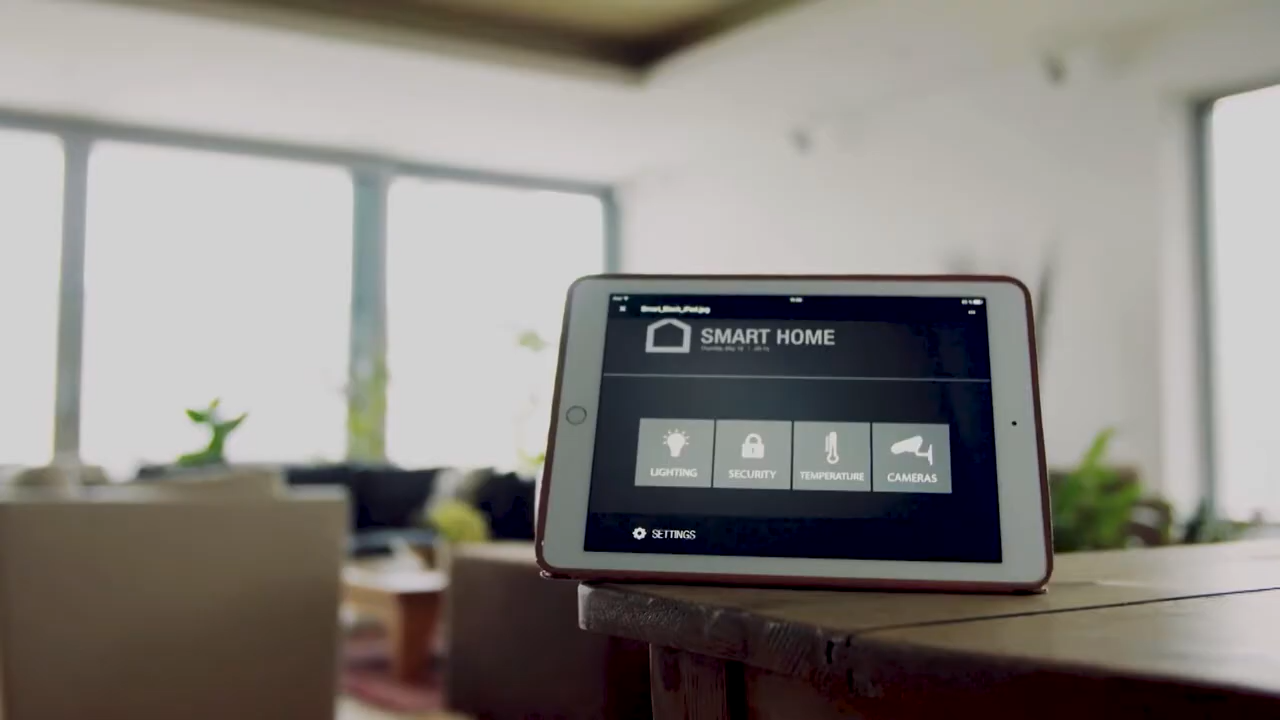 SMART HOME
LIGHTING
SECURITY
TEMPERATURE
CAMERAS
SETTINGS